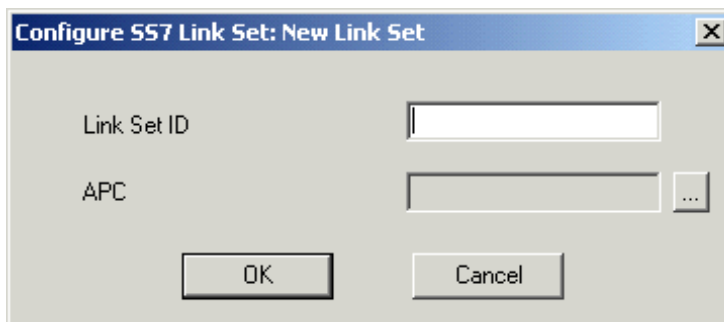 Configure SS7 Link Set: New Link Set
Link Set ID
APC
...
OK Cancel